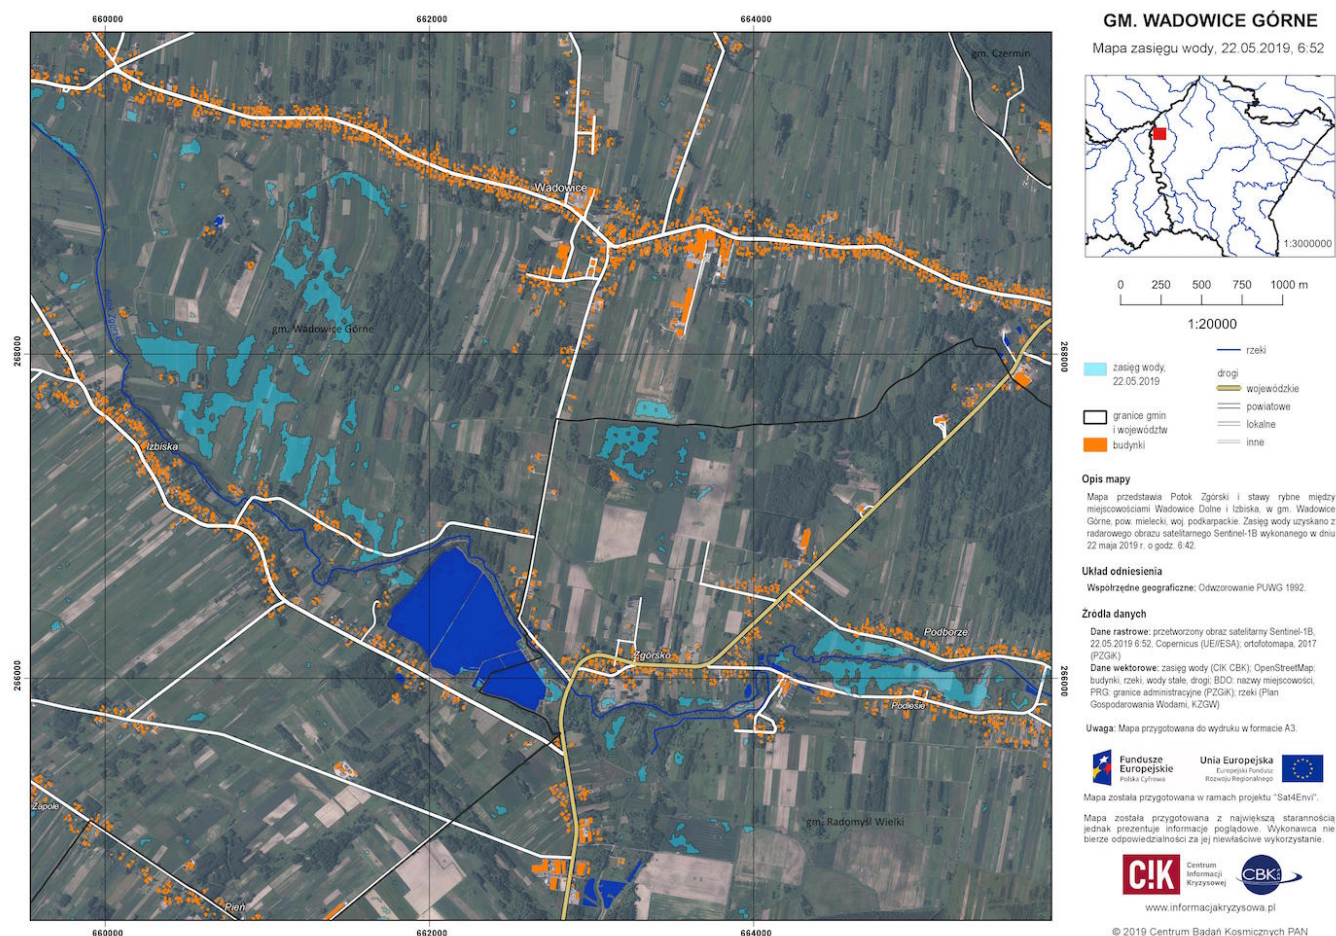 660000
662000
664000
GM. WADOWICE GÓRNE
Mapa zasięgu wody, 22.05.2019, 6:52
gm. Czermin
Wadowice
1:3000000
0 250 500 750 1000 m
1:20000
gm. Wadowice Górne
268000
268000
zasięg wody,
22.05.2019
granice gmin
i województw
budynki
rzeki
drogi
wojewódzkie
powiatowe
lokalne
inne
Izbiska
Opis mapy
Mapa przedstawia Potok Zgórski i stawy rybne między
miejscowościami Wadowice Dolne i Izbiska, w gm. Wadowice
Górne, pow. mielecki, woj. podkarpackie. Zasięg wody uzyskano z
radarowego obrazu satelitarnego Sentinel-1B wykonanego w dniu
22 maja 2019 r. o godz. 6:42.
Układ odniesienia
Współrzędne geograficzne: Odwzorowanie PUWG 1992.
Źródła danych
Dane rastrowe: przetworzony obraz satelitarny Sentinel-1B,
22.05.2019 6:52, Copernicus (UE/ESA); ortofotomapa, 2017
(PZGiK)
Dane wektorowe: zasięg wody (CIK CBK); OpenStreetMap:
budynki, rzeki, wody stałe, drogi; BDO: nazwy miejscowości,
PRG: granice administracyjne (PZGiK); rzeki (Plan
Gospodarowania Wodami, KZGW)
Uwaga: Mapa przygotowana do wydruku w formacie A3.
Podborze
Zgórsko
266000
266000
Podlesie
Zapole
gm. Radomyśl Wielki
Pień
Fundusze
Europejskie
Polska Cyfrowa
Unia Europejska
Europejski Fundusz
Rozwoju Regionalnego
Mapa została przygotowana w ramach projektu "Sat4Envi".
Mapa została przygotowana z największą starannością
jednak prezentuje informacje poglądowe. Wykonawca nie
bierze odpowiedzialności za jej niewłaściwe wykorzystanie.
C!K
Centrum
Informacji
Kryzysowej
CBK
www.informacjakryzysowa.pl
© 2019 Centrum Badań Kosmicznych PAN
660000
662000
664000